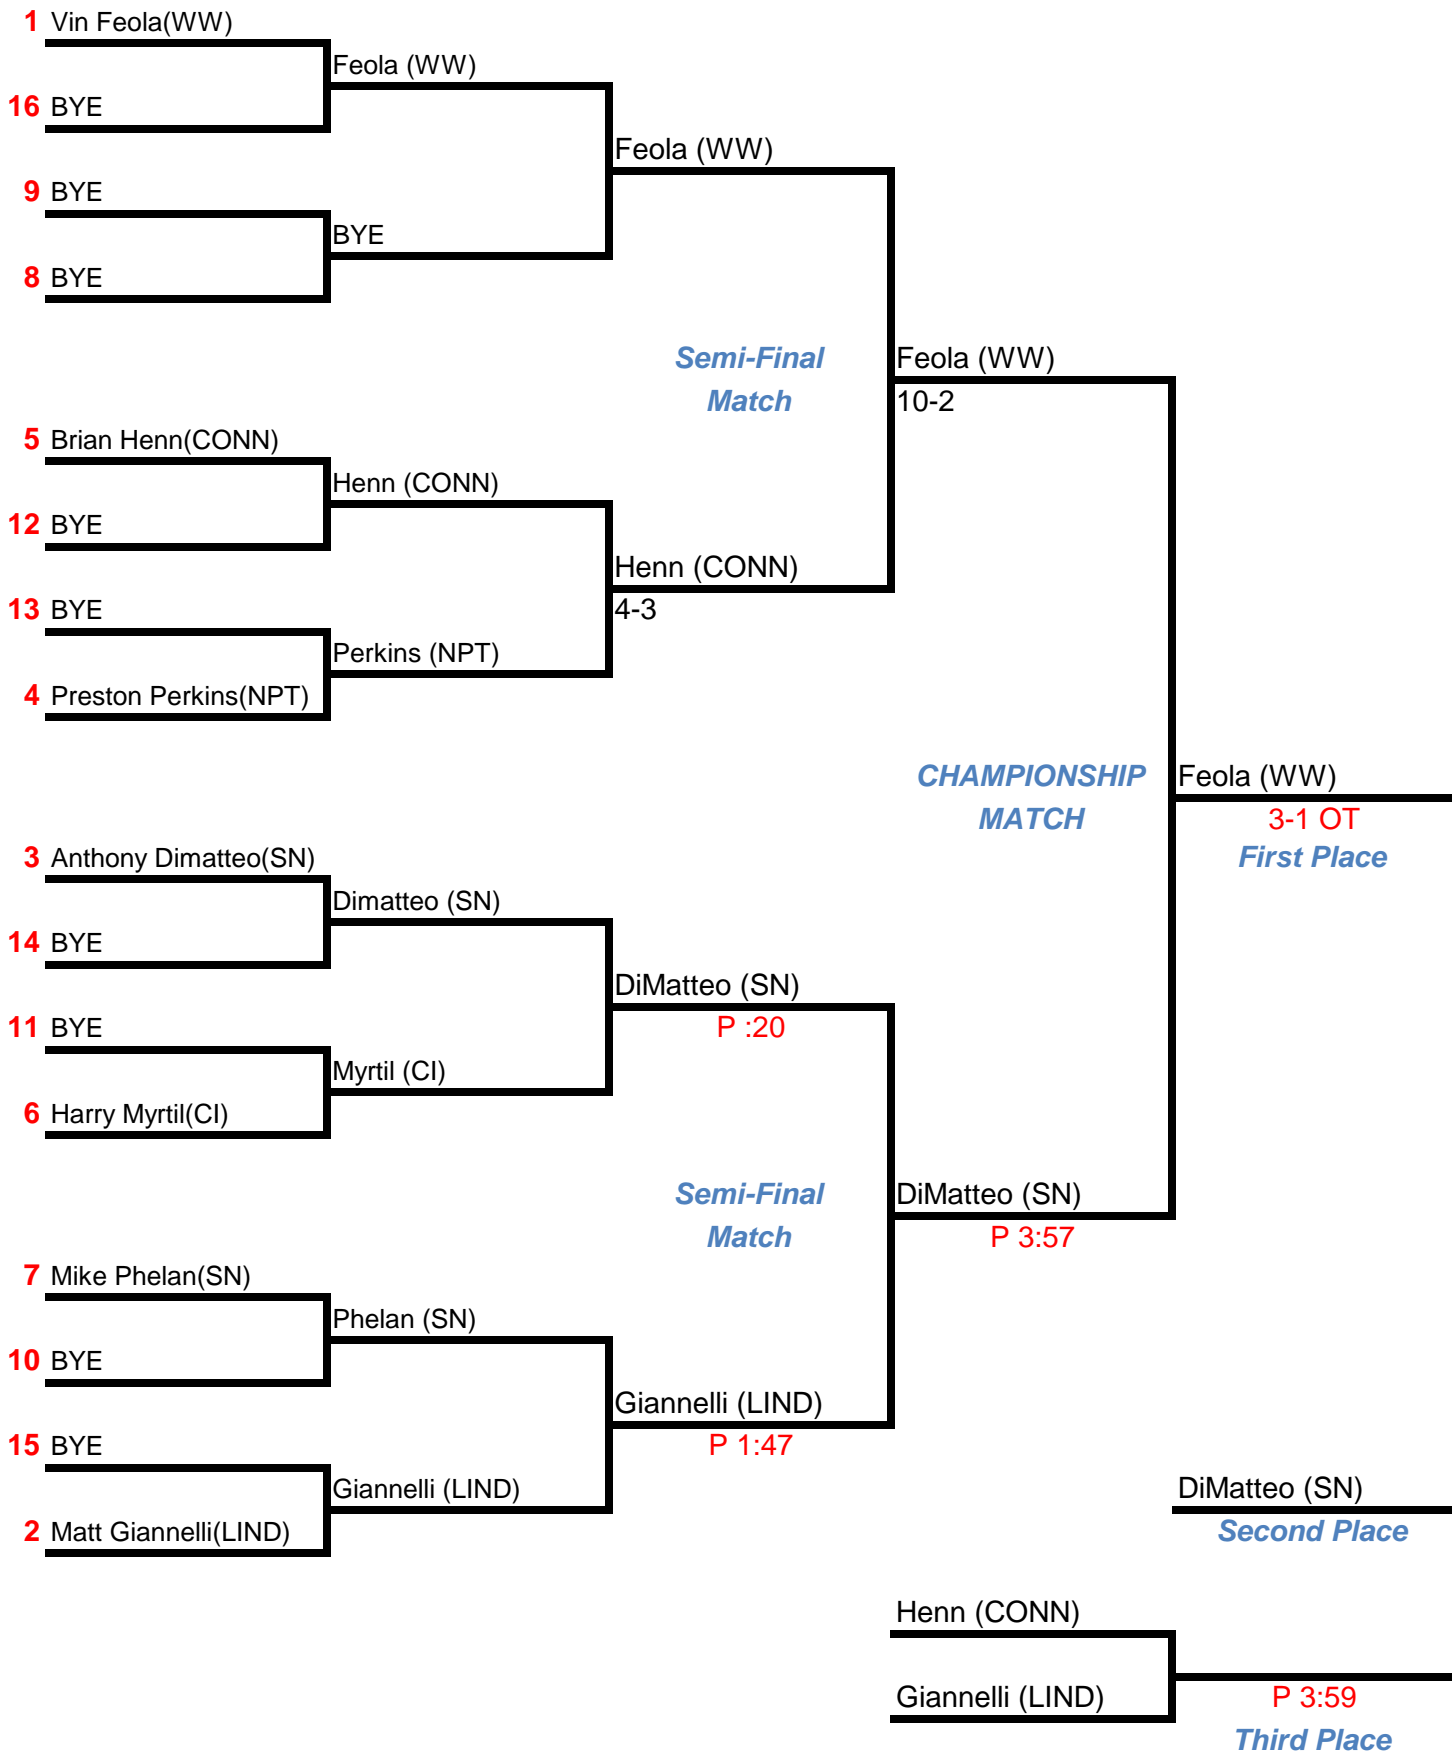 1 Vin Feola(WW)
Feola (WW)
16 BYE
Feola (WW)
9 BYE
BYE
8 BYE
Semi-Final
Match
Feola (WW)
10-2
5 Brian Henn(CONN)
Henn (CONN)
12 BYE
Henn (CONN)
4-3
13 BYE
Perkins (NPT)
4 Preston Perkins(NPT)
CHAMPIONSHIP
MATCH
Feola (WW)
3-1 OT
First Place
3 Anthony Dimatteo(SN)
Dimatteo (SN)
14 BYE
DiMatteo (SN)
P :20
11 BYE
Myrtil (CI)
6 Harry Myrtil(CI)
Semi-Final
Match
DiMatteo (SN)
P 3:57
7 Mike Phelan(SN)
Phelan (SN)
10 BYE
Giannelli (LIND)
P 1:47
15 BYE
Giannelli (LIND)
2 Matt Giannelli(LIND)
DiMatteo (SN)
Second Place
Henn (CONN)
Giannelli (LIND)
P 3:59
Third Place